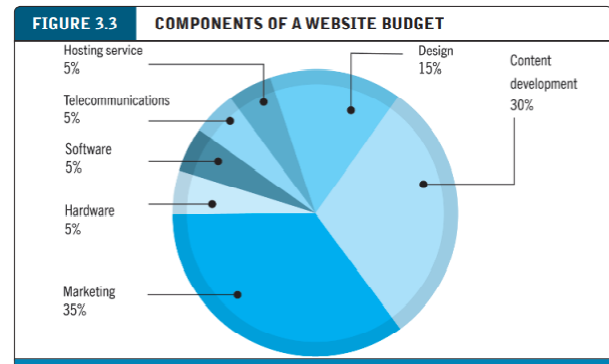 FIGURE 3.3
COMPONENTS OF A WEBSITE BUDGET
Hosting service
5%
Telecommunications
5%
Software
5%
Hardware
5%
Marketing
35%
Design
15%
Content
development
30%